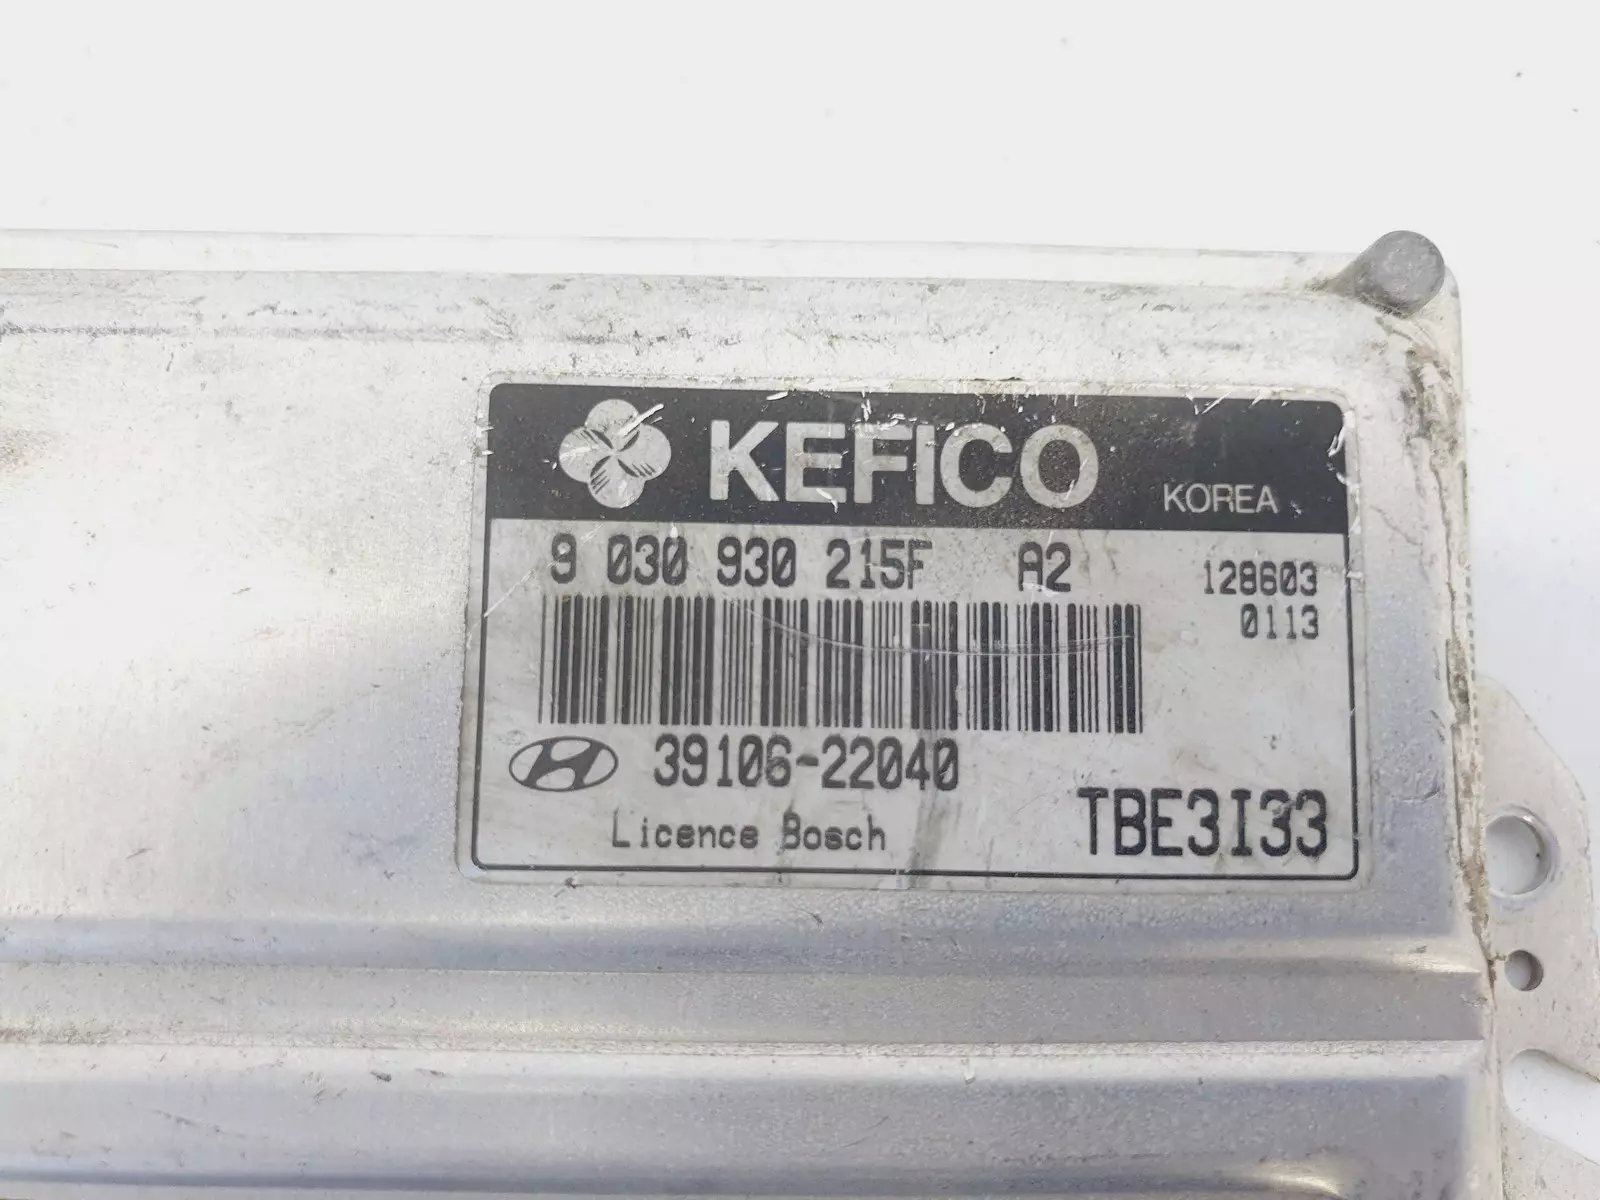 KEFICO KOREA
9 030 930 215F A2 128603
0113
39106-22040
TBE3I33
Licence Bosch